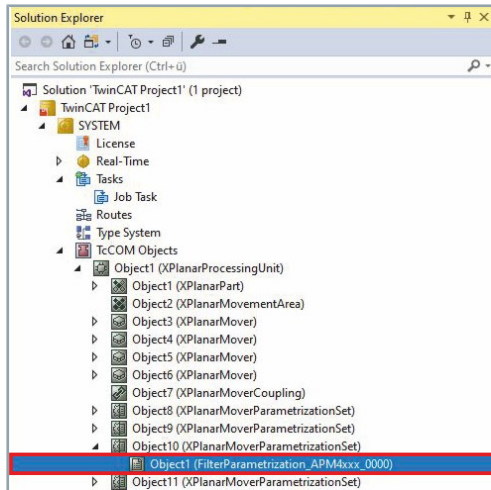 Solution Explorer
Search Solution Explorer (Ctrl+ü)
Solution 'TwinCAT Project1' (1 project)
TwinCAT Project1
SYSTEM
License
Real-Time
Tasks
Job Task
Routes
Type System
TcCOM Objects
Object1 (XPlanarProcessingUnit)
Object1 (XPlanarPart)
Object2 (XPlanarMovementArea)
Object3 (XPlanarMover)
Object4 (XPlanarMover)
Object5 (XPlanarMover)
Object6 (XPlanarMover)
Object7 (XPlanarMoverCoupling)
Object8 (XPlanarMoverParametrizationSet)
Object9 (XPlanarMoverParametrizationSet)
Object10 (XPlanarMoverParametrizationSet)
Object1 (FilterParametrization_APM4xxx_0000)
Object11 (XPlanarMoverParametrizationSet)